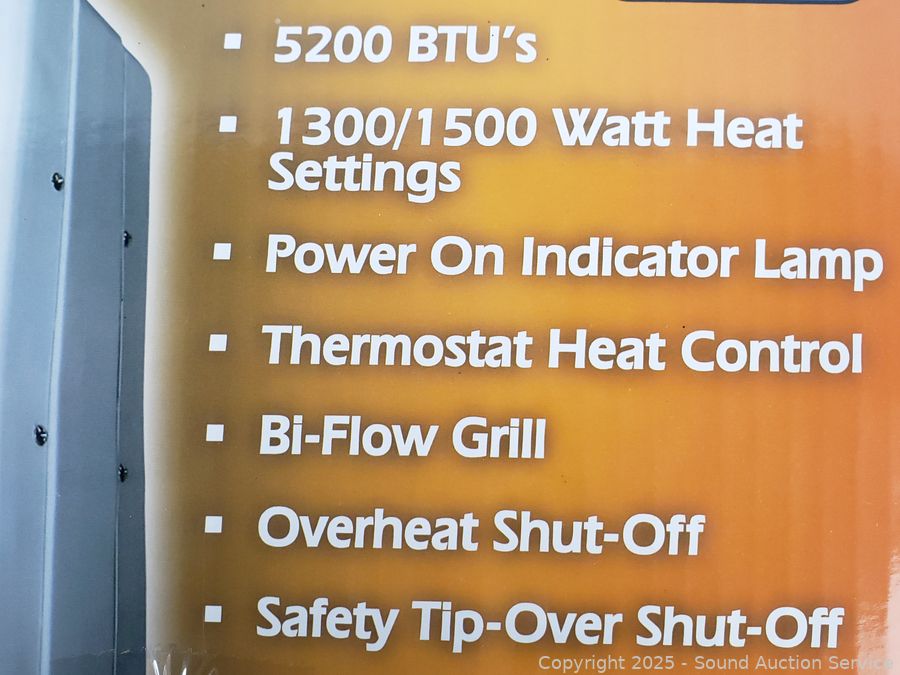 ▪ 5200 BTU's
▪ 1300/1500 Watt Heat
Settings
▪ Power On Indicator Lamp
▪ Thermostat Heat Control
▪ Bi-Flow Grill
▪ Overheat Shut-Off
▪ Safety Tip-Over Shut-Off
Copyright 2025 - Sound Auction Service